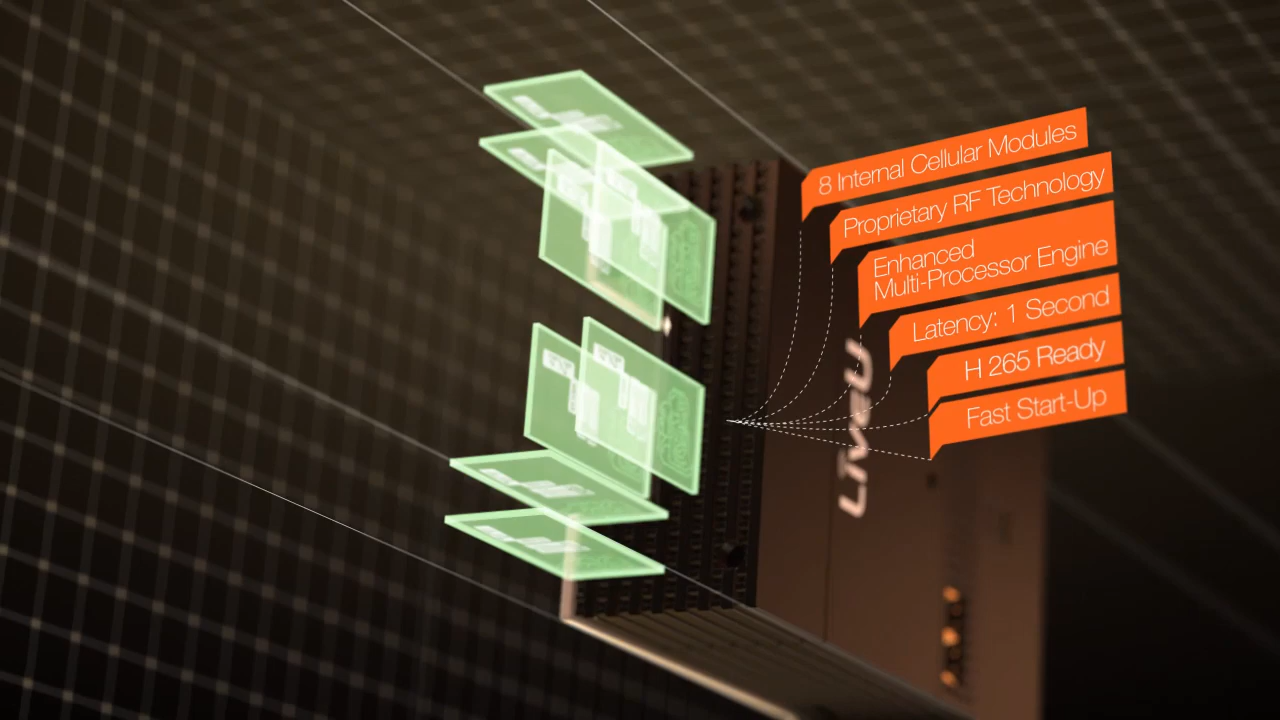 8 Internal Cellular Modules
Proprietary RF Technology
Enhanced
Multi-Processor Engine
Latency: 1 Second
H 265 Ready
Fast Start-Up
LiveU